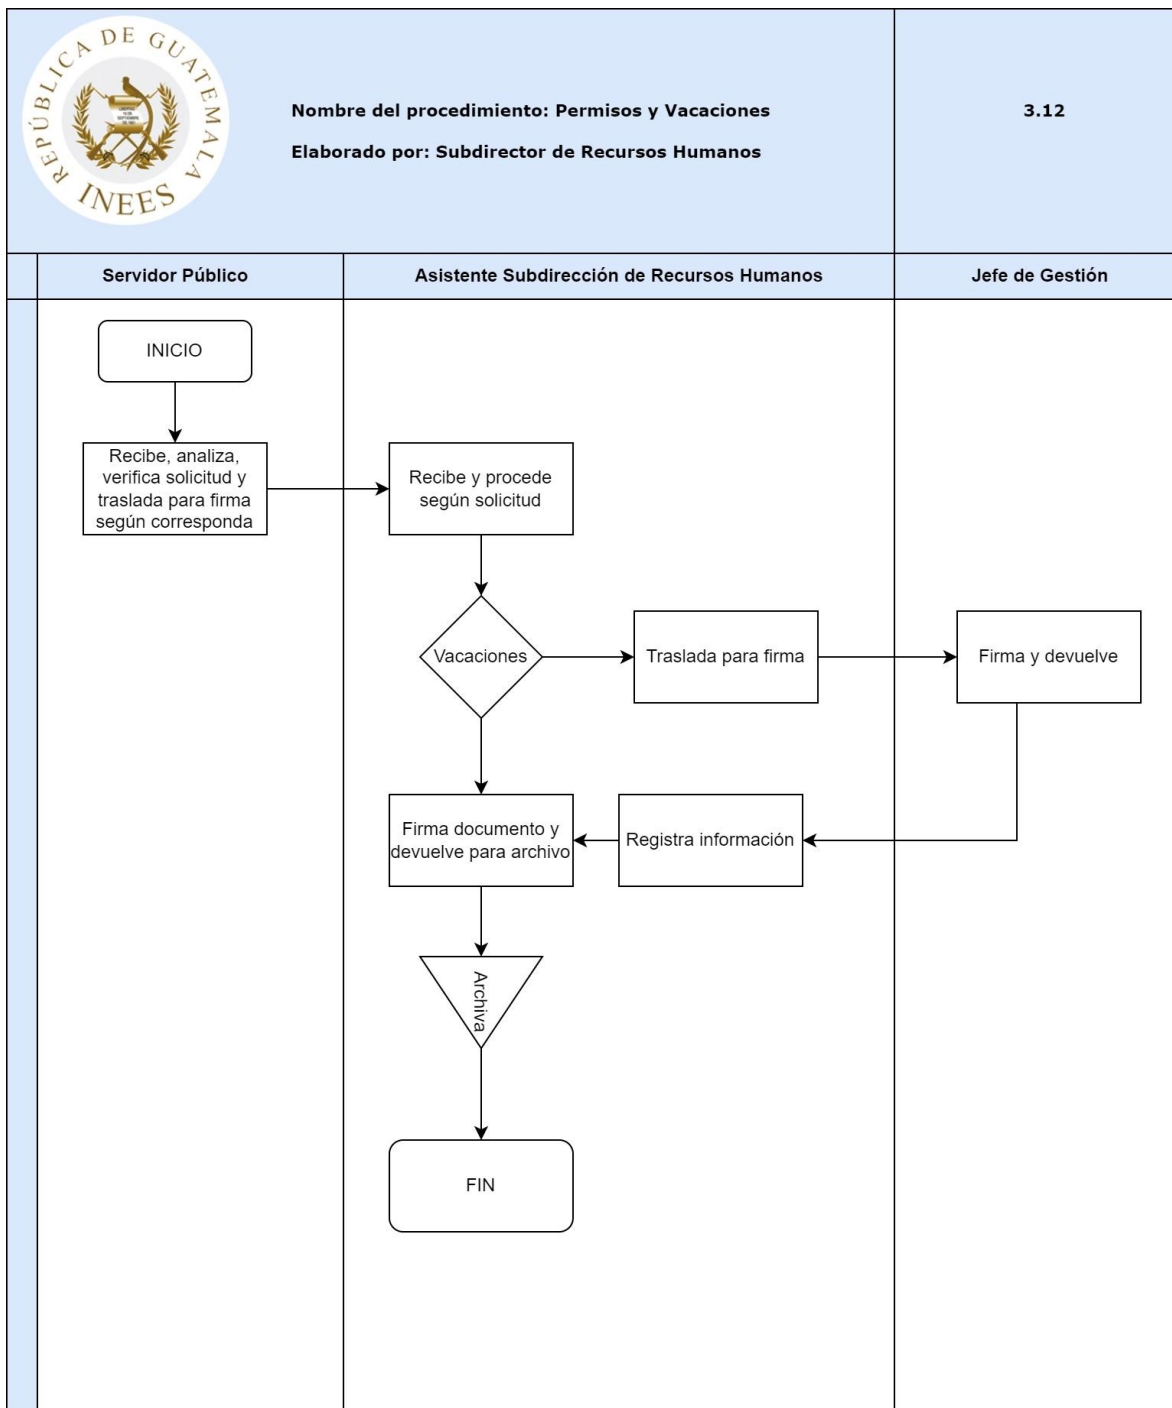 REPÚBLICA DE GUATEMALA
INEES
Nombre del procedimiento: Permisos y Vacaciones
Elaborado por: Subdirector de Recursos Humanos
3.12
Servidor Público
Asistente Subdirección de Recursos Humanos
Jefe de Gestión
INICIO
Recibe, analiza,
verifica solicitud y
traslada para firma
según corresponda
Recibe y procede
según solicitud
Vacaciones
Traslada para firma
Firma y devuelve
Firma documento y
devuelve para archivo
Registra información
Archiva
FIN